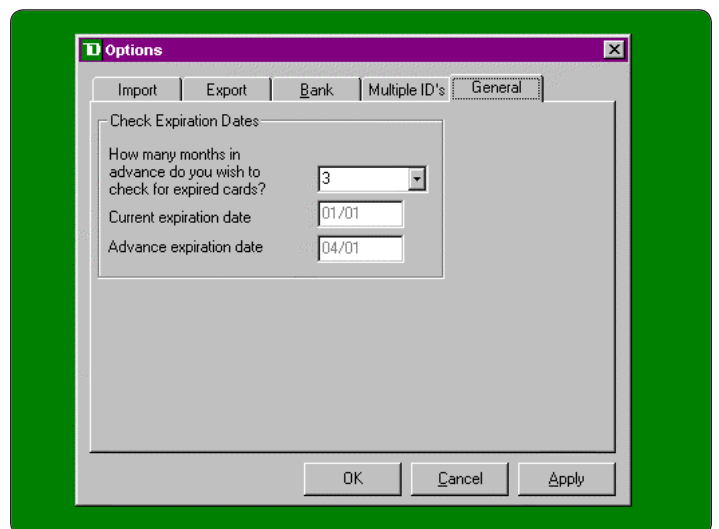 Options
Import Export Bank Multiple ID's General
Check Expiration Dates
How many months in
advance do you wish to
check for expired cards?
3
Current expiration date 01/01
Advance expiration date 04/01
OK Cancel Apply